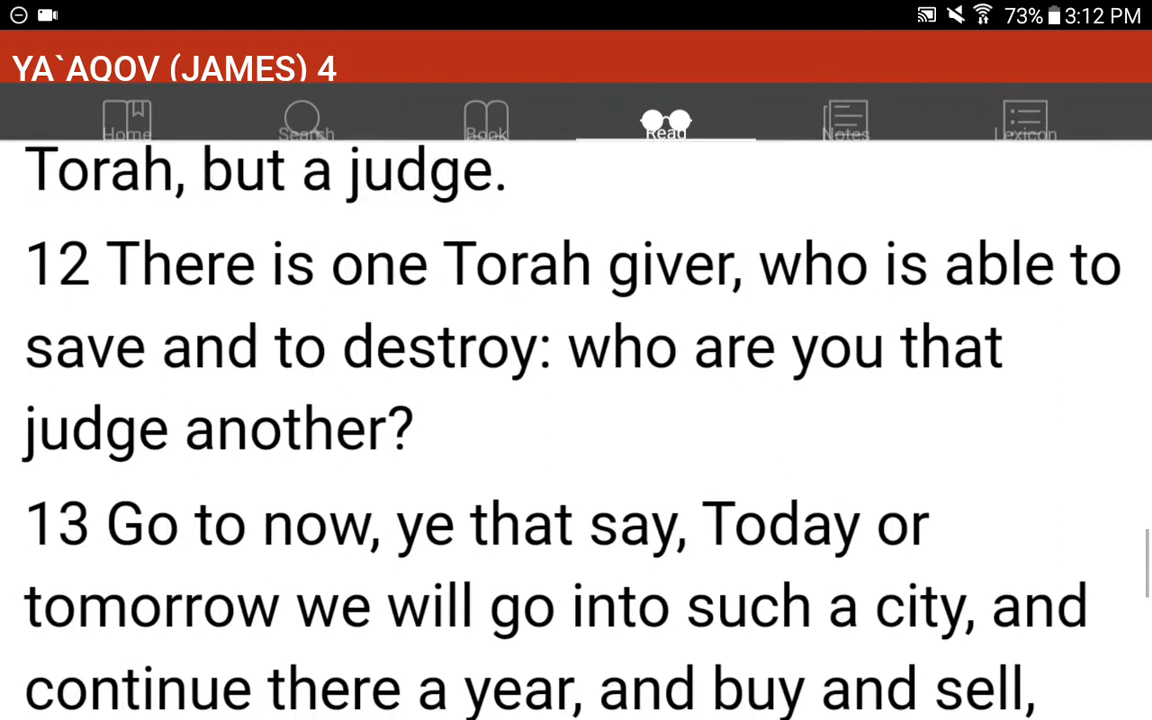 73% 3:12 PM
YA`AQOV (JAMES) 4
Home Search Book Read Notes Lexicon
Torah, but a judge.
12 There is one Torah giver, who is able to
save and to destroy: who are you that
judge another?
13 Go to now, ye that say, Today or
tomorrow we will go into such a city, and
continue there a year, and buy and sell,